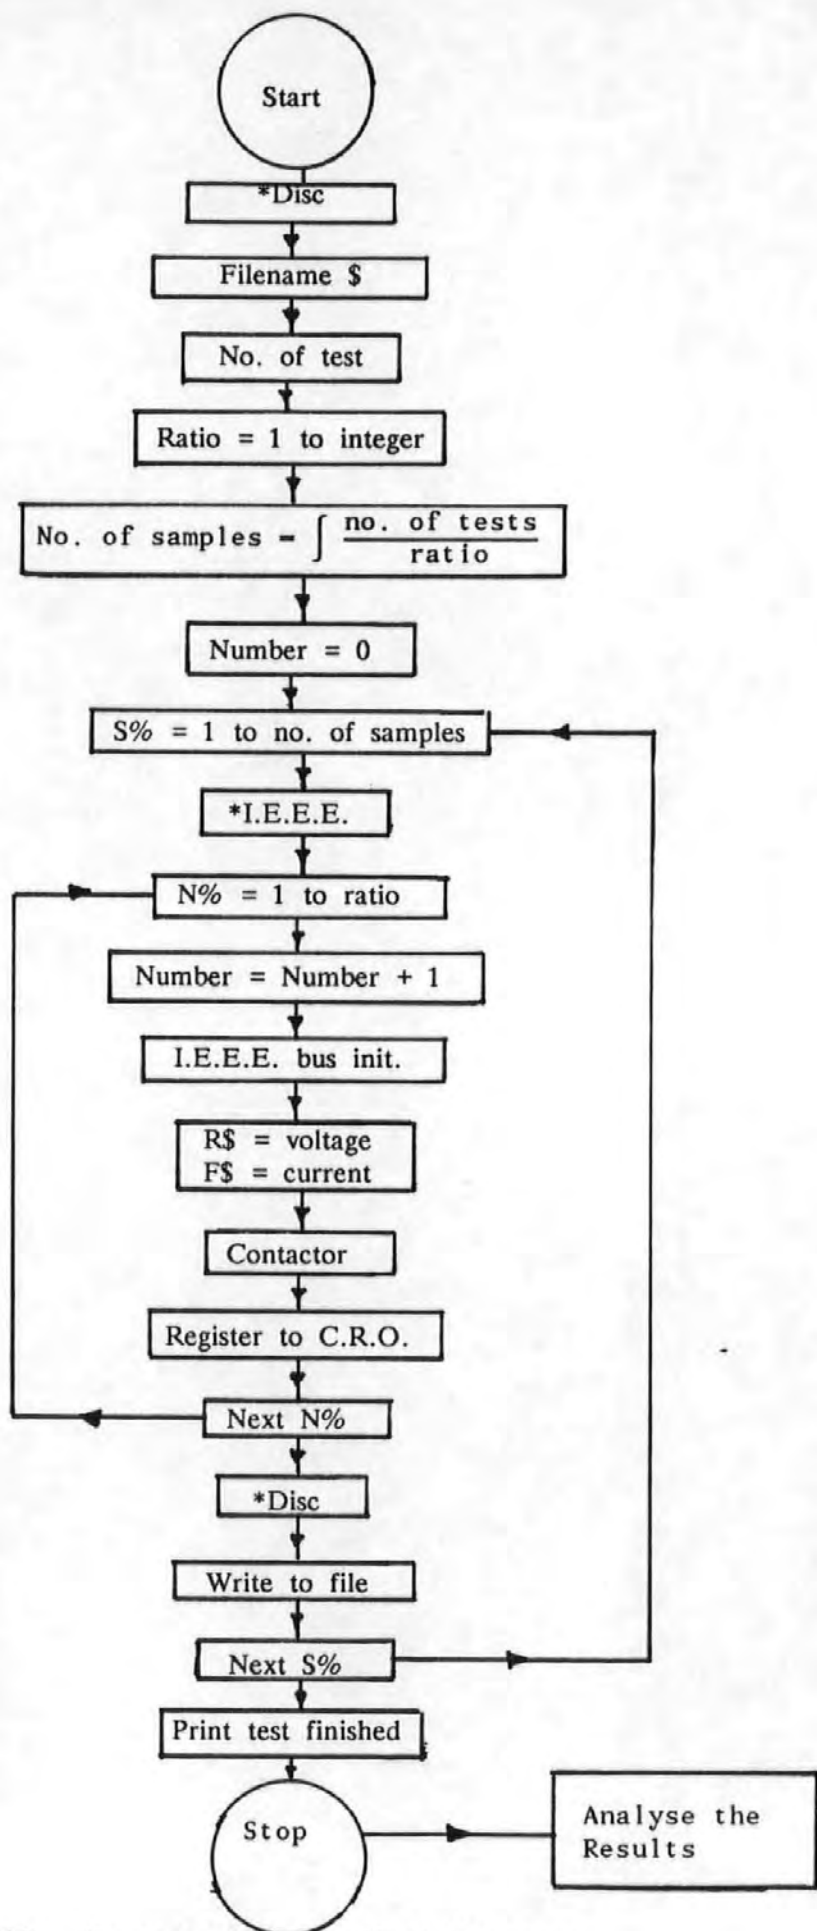 Start
*Disc
Filename $
No. of test
Ratio = 1 to integer
No. of samples = ∫ no. of tests
ratio
Number = 0
S% = 1 to no. of samples
*I.E.E.E.
N% = 1 to ratio
Number = Number + 1
I.E.E.E. bus init.
R$ = voltage
F$ = current
Contactor
Register to C.R.O.
Next N%
*Disc
Write to file
Next S%
Print test finished
Stop
Analyse the
Results